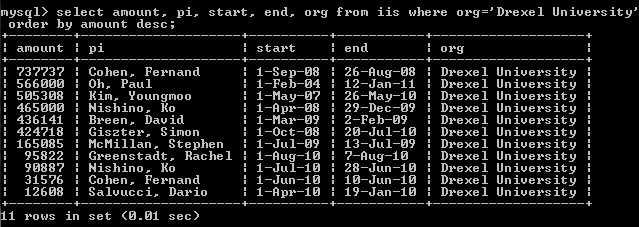 mysql> select amount, pi, start, end, org from iis where org='Drexel University'
 order by amount desc;
+--------+--------------------+----------+-----------+-------------------+
| amount | pi                 | start    | end       | org               |
+--------+--------------------+----------+-----------+-------------------+
| 737737 | Cohen, Fernand     | 1-Sep-08 | 26-Aug-08 | Drexel University |
| 566000 | Oh, Paul           | 1-Feb-04 | 12-Jan-11 | Drexel University |
| 505308 | Kim, Youngmoo      | 1-May-07 | 26-May-10 | Drexel University |
| 465000 | Nishino, Ko        | 1-Apr-08 | 29-Dec-09 | Drexel University |
| 436141 | Breen, David       | 1-Mar-09 | 2-Feb-09  | Drexel University |
| 424718 | Giszter, Simon     | 1-Oct-08 | 20-Jul-10 | Drexel University |
| 165085 | McMillan, Stephen  | 1-Jul-09 | 13-Jul-09 | Drexel University |
|  95822 | Greenstadt, Rachel | 1-Aug-10 | 7-Aug-10  | Drexel University |
|  90887 | Nishino, Ko        | 1-Jul-10 | 28-Jun-10 | Drexel University |
|  31576 | Cohen, Fernand     | 1-Jun-10 | 10-Jun-10 | Drexel University |
|  12608 | Salvucci, Dario    | 1-Apr-10 | 19-Jan-10 | Drexel University |
+--------+--------------------+----------+-----------+-------------------+
11 rows in set (0.01 sec)